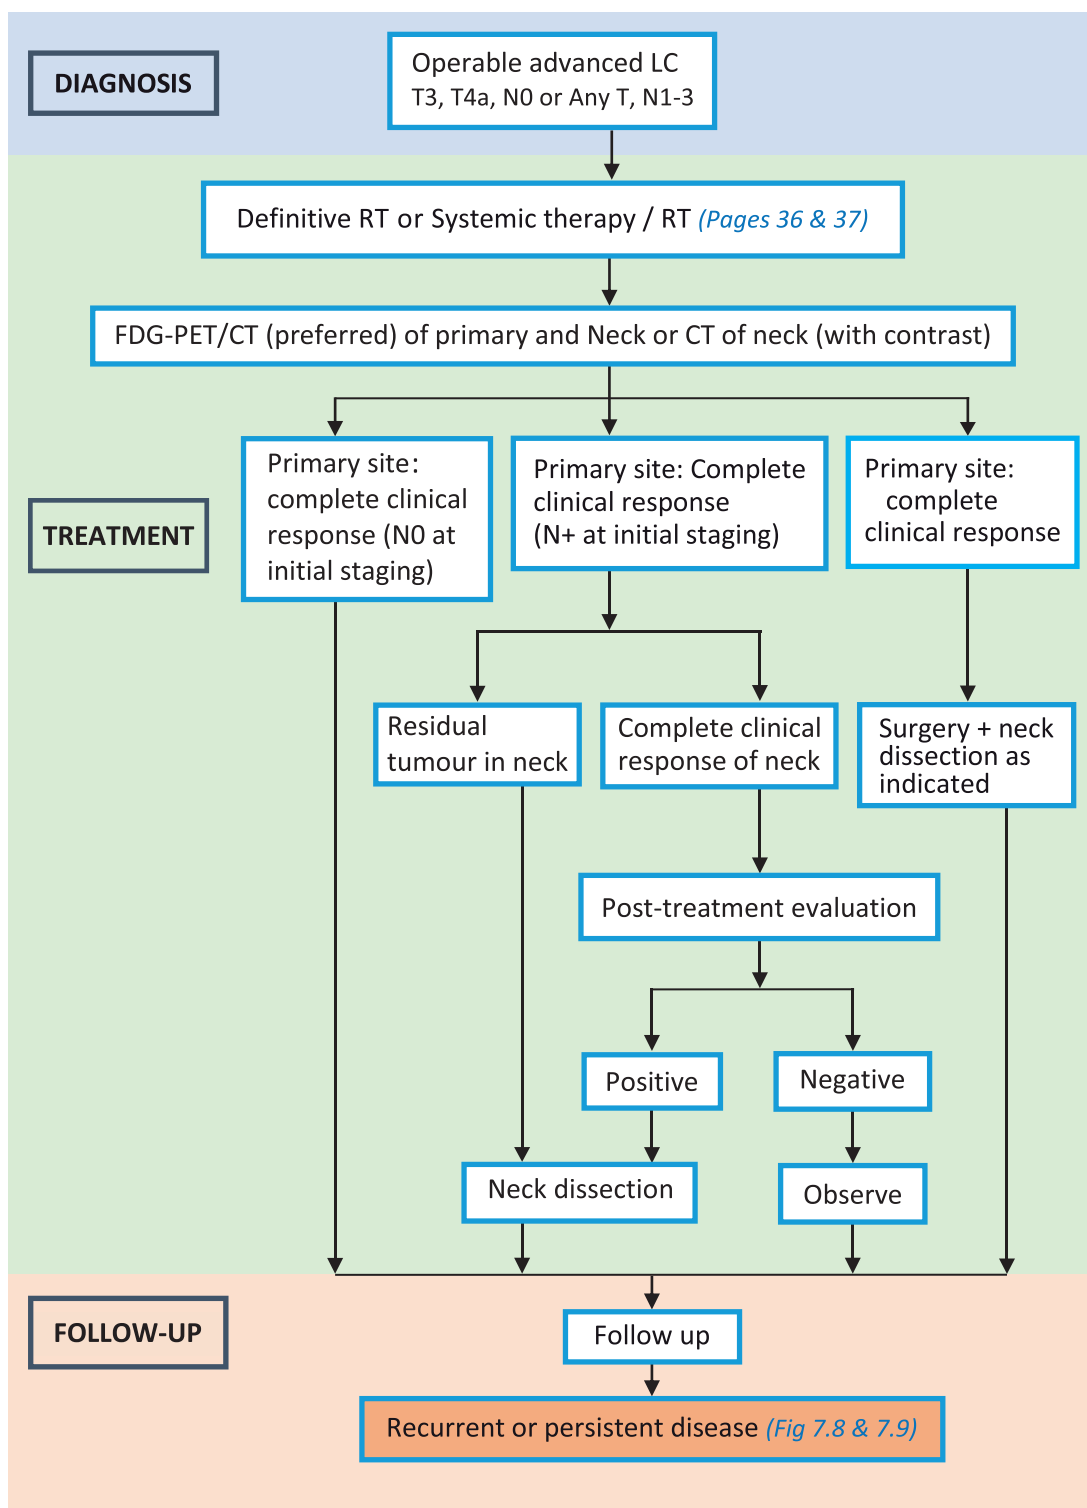 DIAGNOSIS
Operable advanced LC
T3, T4a, N0 or Any T, N1-3
Definitive RT or Systemic therapy / RT (Pages 36 & 37)
FDG-PET/CT (preferred) of primary and Neck or CT of neck (with contrast)
TREATMENT
Primary site:
complete clinical
response (N0 at
initial staging)
Primary site: Complete
clinical response
(N+ at initial staging)
Primary site:
complete
clinical response
Residual
tumour in neck
Complete clinical
response of neck
Surgery + neck
dissection as
indicated
Post-treatment evaluation
Positive
Negative
Neck dissection
Observe
FOLLOW-UP
Follow up
Recurrent or persistent disease (Fig 7.8 & 7.9)